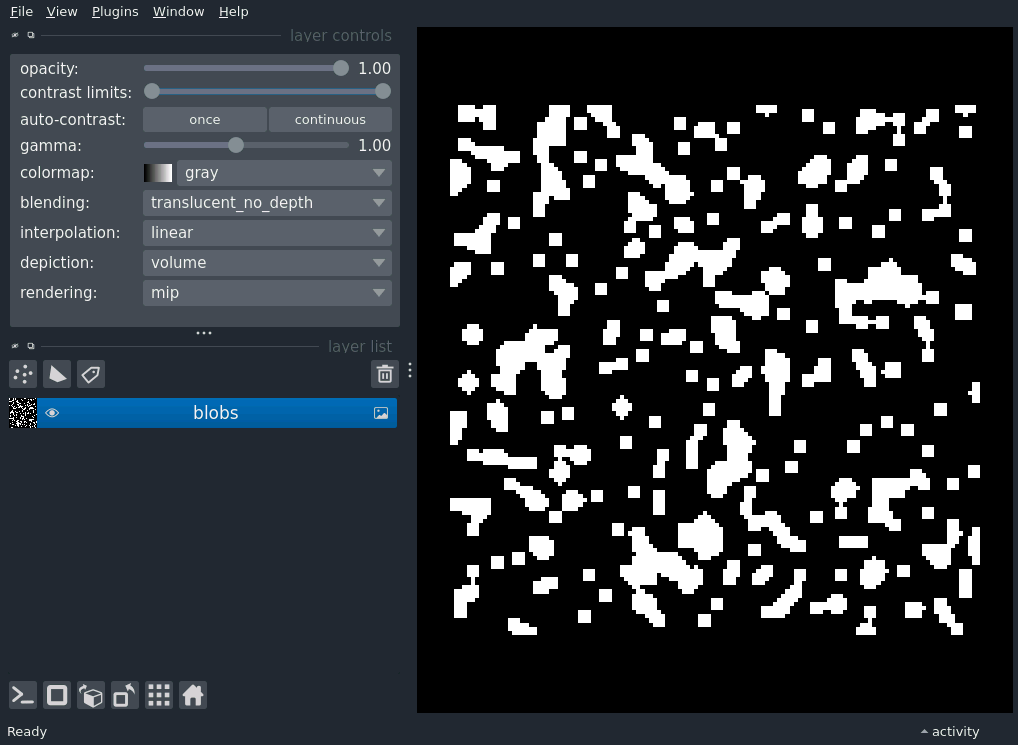 File View Plugins Window Help
layer controls
opacity: 1.00
contrast limits:
auto-contrast: once continuous
gamma: 1.00
colormap: gray
blending: translucent_no_depth
interpolation: linear
depiction: volume
rendering: mip
layer list
blobs
Ready
activity